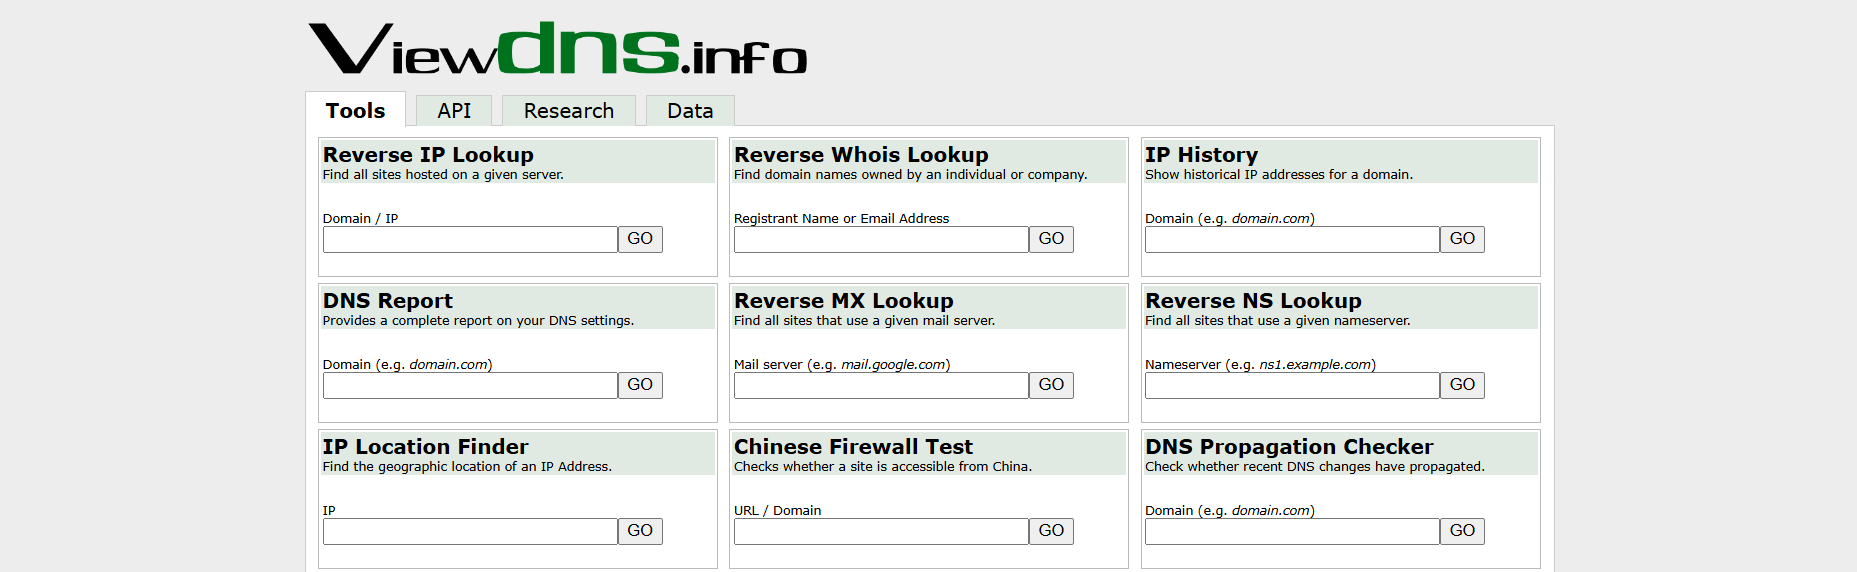 Viewdns.info
Tools API Research Data
Reverse IP Lookup
Find all sites hosted on a given server.
Domain / IP
GO
Reverse Whois Lookup
Find domain names owned by an individual or company.
Registrant Name or Email Address
GO
IP History
Show historical IP addresses for a domain.
Domain (e.g. domain.com)
GO
DNS Report
Provides a complete report on your DNS settings.
Domain (e.g. domain.com)
GO
Reverse MX Lookup
Find all sites that use a given mail server.
Mail server (e.g. mail.google.com)
GO
Reverse NS Lookup
Find all sites that use a given nameserver.
Nameserver (e.g. ns1.example.com)
GO
IP Location Finder
Find the geographic location of an IP Address.
IP
GO
Chinese Firewall Test
Checks whether a site is accessible from China.
URL / Domain
GO
DNS Propagation Checker
Check whether recent DNS changes have propagated.
Domain (e.g. domain.com)
GO